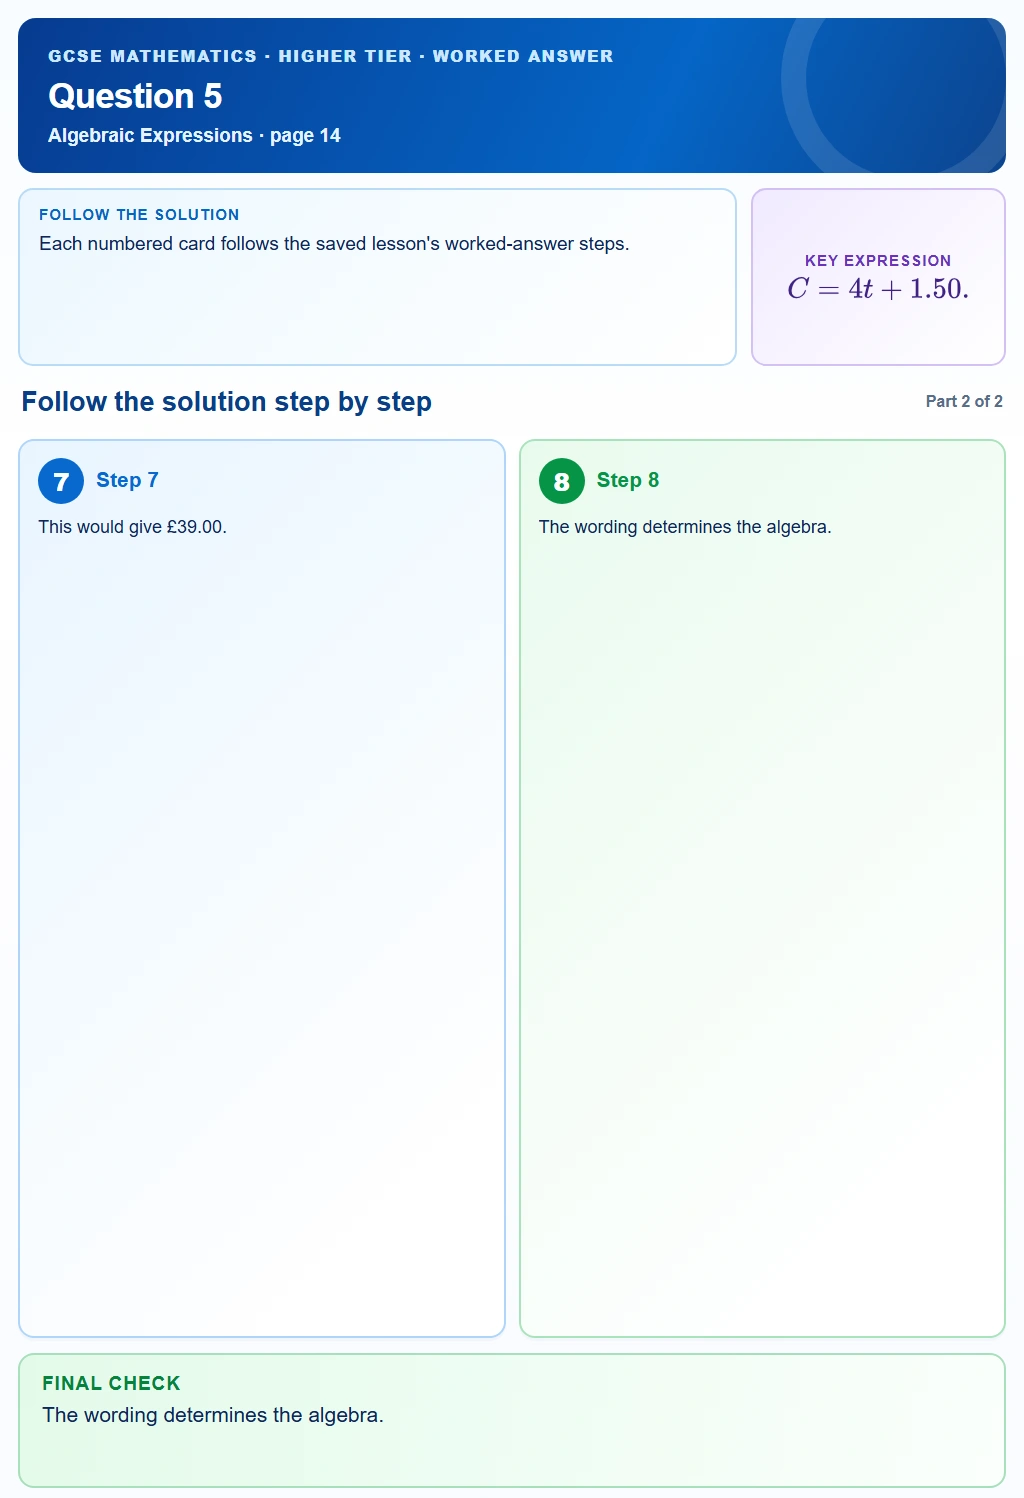 GCSE MATHEMATICS · HIGHER TIER · WORKED ANSWER
Question 5
Algebraic Expressions · page 14
FOLLOW THE SOLUTION
Each numbered card follows the saved lesson's worked-answer steps.
KEY EXPRESSION
C = 4t + 1.50.
Follow the solution step by step
Part 2 of 2
7 Step 7
This would give £39.00.
8 Step 8
The wording determines the algebra.
FINAL CHECK
The wording determines the algebra.